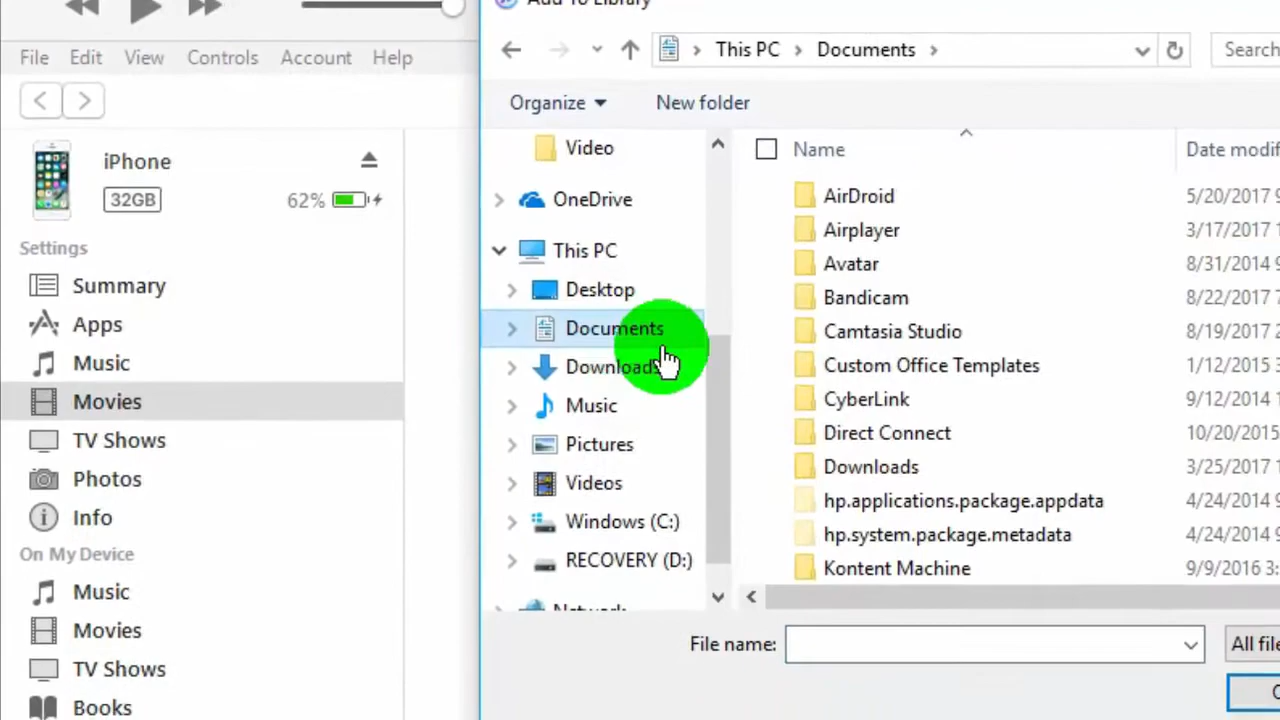 Add To Library
File Edit View Controls Account Help
This PC > Documents >
Search
Organize
New folder
iPhone
32GB
62%
Settings
Summary
Apps
Music
Movies
TV Shows
Photos
Info
On My Device
Music
Movies
TV Shows
Books
Video
OneDrive
This PC
Desktop
Documents
Downloads
Music
Pictures
Videos
Windows (C:)
RECOVERY (D:)
Network
Name Date modif
AirDroid 5/20/2017 9
Airplayer 3/17/2017 1
Avatar 8/31/2014 9
Bandicam 8/22/2017 7
Camtasia Studio 8/19/2017 2
Custom Office Templates 1/12/2015 3
CyberLink 9/12/2014 1
Direct Connect 10/20/2015
Downloads 3/25/2017 1
hp.applications.package.appdata 4/24/2014 9
hp.system.package.metadata 4/24/2014 9
Kontent Machine 9/9/2016 3:
File name:
All file